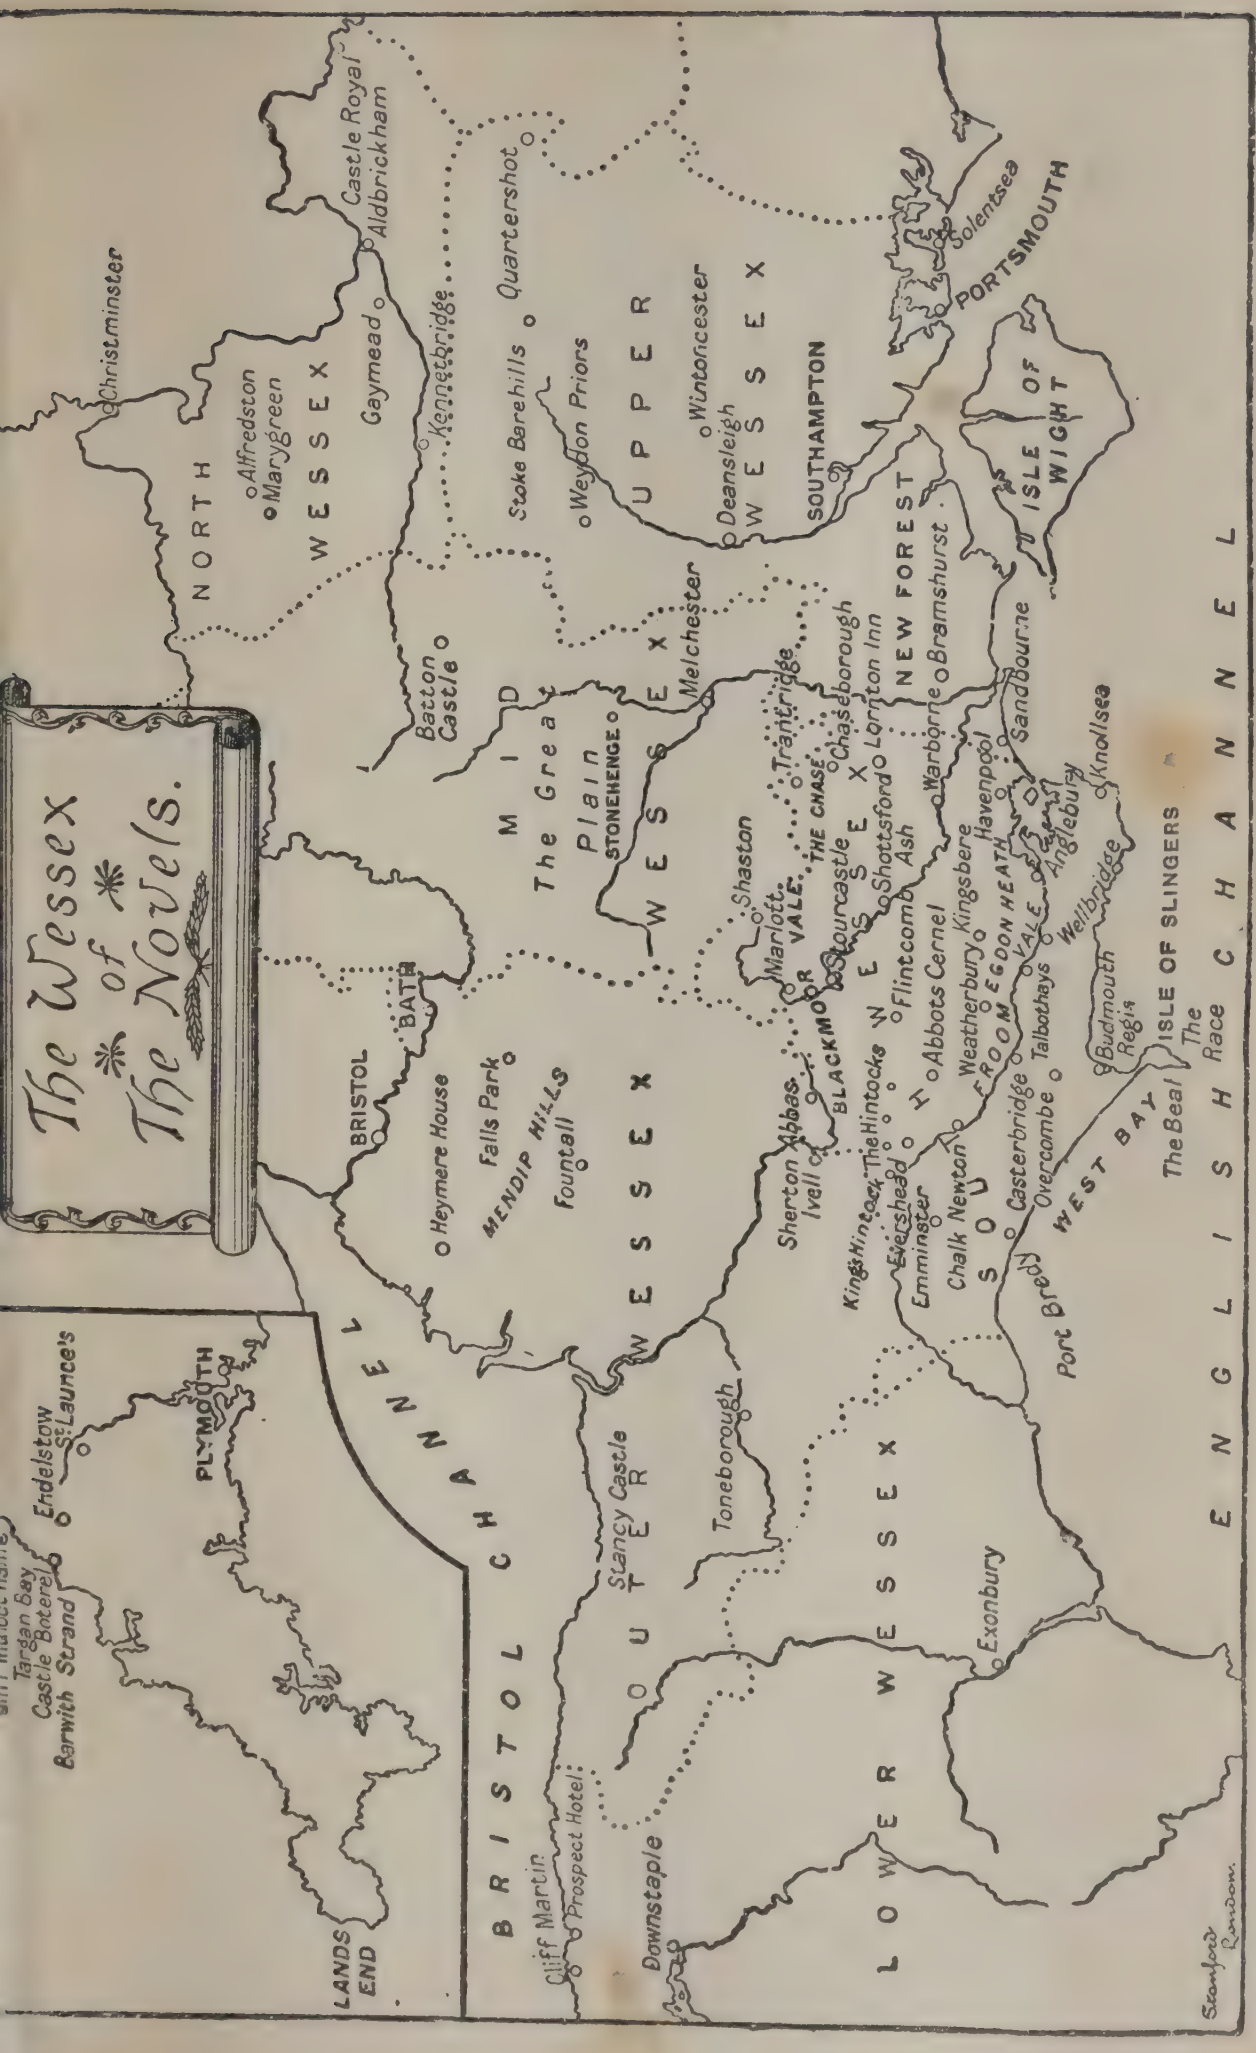 The Wessex
of
The Novels.
Targan Bay
Castle Boterel
Barwith Strand
Endelstow
St Launce's
PLYMOUTH
LANDS
END
BRISTOL CHANNEL
Cliff Martin
Prospect Hotel
Downstaple
LOWER WESSEX
Exonbury
OUTER WESSEX
Stancy Castle
Toneborough
BRISTOL
BATH
Heymere House
Falls Park
MENDIP HILLS
Fountall
NORTH
WESSEX
Christminster
Alfredston
Marygreen
Castle Royal
Aldbrickham
Gaymead
Kennetbridge
Batton
Castle
MID
WESSEX
The Great
Plain
STONEHENGE
Melchester
UPPER
WESSEX
Quartershot
Stoke Barehills
Weydon Priors
Wintoncester
Deansleigh
SOUTHAMPTON
NEW FOREST
Bramshurst
PORTSMOUTH
Solentsea
ISLE OF
WIGHT
SOUTH WESSEX
Shaston
Marlott
VALE
OR
BLACKMOR
Stourcastle
THE CHASE
Trantridge
Chaseborough
Lornton Inn
Shottsford
Warborne
Flintcomb Ash
Abbots Cernel
Sherton Abbas
Ivell
The Hintocks
King's Hintock
Evershead
Emminster
Chalk Newton
Weatherbury
Kingsbere
EGDON HEATH
FROOM VALE
Havenpool
Sandbourne
Casterbridge
Overcombe
Talbothays
Wellbridge
Anglebury
Knollsea
Budmouth
Regis
Port Bredy
WEST BAY
The Beal
ISLE OF SLINGERS
The
Race
ENGLISH CHANNEL
Stanford
London.